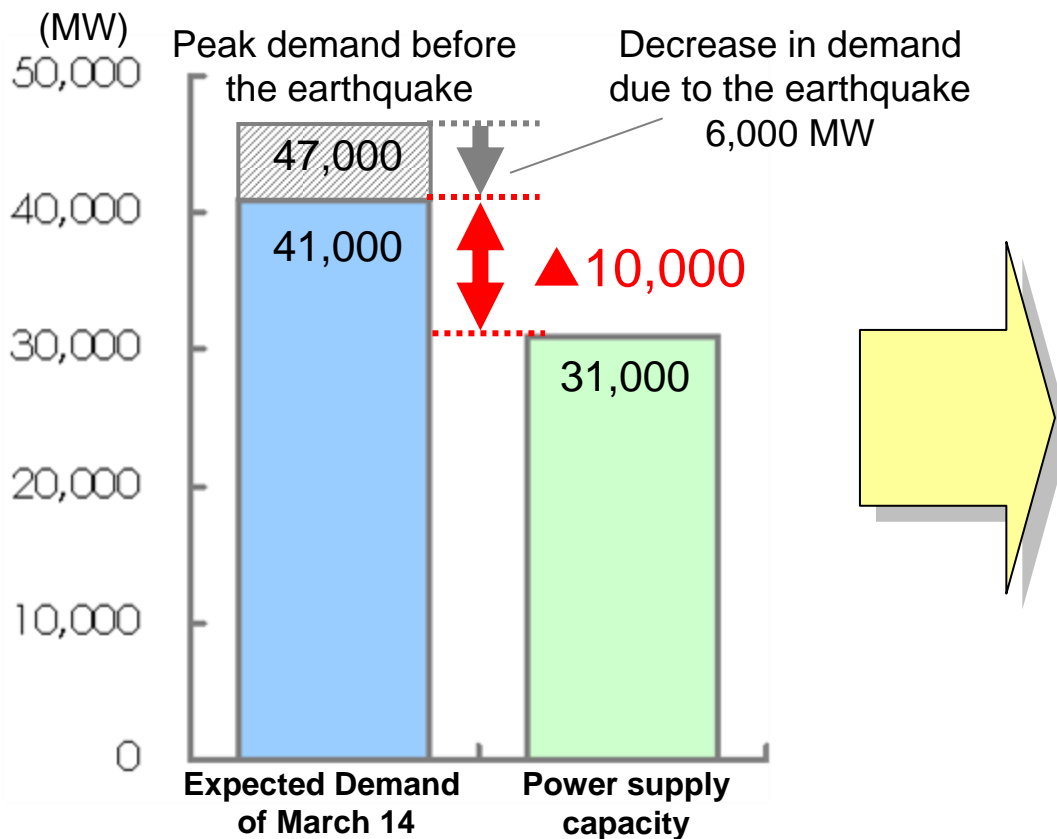 (MW)
Peak demand before
the earthquake
Decrease in demand
due to the earthquake
6,000 MW
50,000
47,000
40,000
41,000
▲10,000
30,000
31,000
20,000
10,000
0
Expected Demand
of March 14
Power supply
capacity